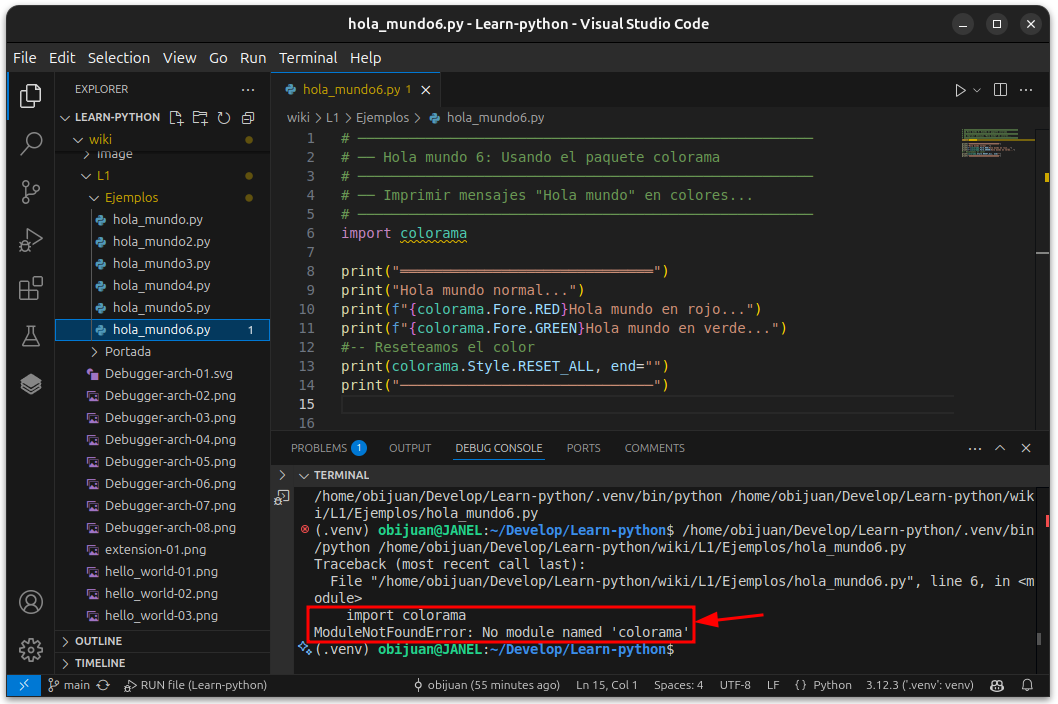 hola_mundo6.py - Learn-python - Visual Studio Code
File Edit Selection View Go Run Terminal Help
EXPLORER
LEARN-PYTHON
wiki
image
L1
Ejemplos
hola_mundo.py
hola_mundo2.py
hola_mundo3.py
hola_mundo4.py
hola_mundo5.py
hola_mundo6.py 1
Portada
Debugger-arch-01.svg
Debugger-arch-02.png
Debugger-arch-03.png
Debugger-arch-04.png
Debugger-arch-05.png
Debugger-arch-06.png
Debugger-arch-07.png
Debugger-arch-08.png
extension-01.png
hello_world-01.png
hello_world-02.png
hello_world-03.png
OUTLINE
TIMELINE
hola_mundo6.py 1
wiki > L1 > Ejemplos > hola_mundo6.py
1 # ──────────────────────────────
2 # ── Hola mundo 6: Usando el paquete colorama
3 # ──────────────────────────────
4 # ── Imprimir mensajes "Hola mundo" en colores...
5 # ──────────────────────────────
6 import colorama
7
8 print("══════════════════════════════")
9 print("Hola mundo normal...")
10 print(f"{colorama.Fore.RED}Hola mundo en rojo...")
11 print(f"{colorama.Fore.GREEN}Hola mundo en verde...")
12 #-- Reseteamos el color
13 print(colorama.Style.RESET_ALL, end="")
14 print("──────────────────────────────")
15
16
PROBLEMS 1 OUTPUT DEBUG CONSOLE PORTS COMMENTS
TERMINAL
/home/obijuan/Develop/Learn-python/.venv/bin/python /home/obijuan/Develop/Learn-python/wik
i/L1/Ejemplos/hola_mundo6.py
(.venv) obijuan@JANEL:~/Develop/Learn-python$ /home/obijuan/Develop/Learn-python/.venv/bin
/python /home/obijuan/Develop/Learn-python/wiki/L1/Ejemplos/hola_mundo6.py
Traceback (most recent call last):
File "/home/obijuan/Develop/Learn-python/wiki/L1/Ejemplos/hola_mundo6.py", line 6, in <m
odule>
import colorama
ModuleNotFoundError: No module named 'colorama'
(.venv) obijuan@JANEL:~/Develop/Learn-python$
main RUN file (Learn-python) obijuan (55 minutes ago) Ln 15, Col 1 Spaces: 4 UTF-8 LF {} Python 3.12.3 ('.venv': venv)